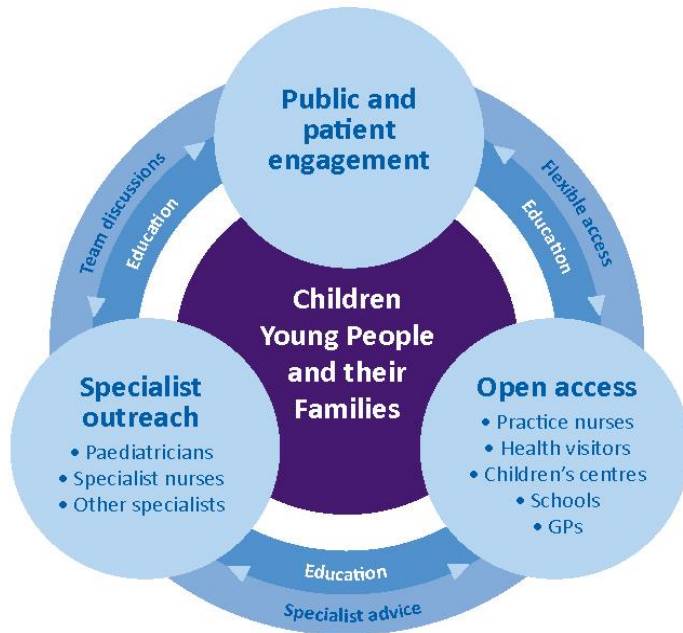 Public and
patient
engagement
Team discussions
Education
Flexible access
Education
Children
Young People
and their
Families
Specialist
outreach
• Paediatricians
• Specialist nurses
• Other specialists
Open access
• Practice nurses
• Health visitors
• Children’s centres
• Schools
• GPs
Education
Specialist advice